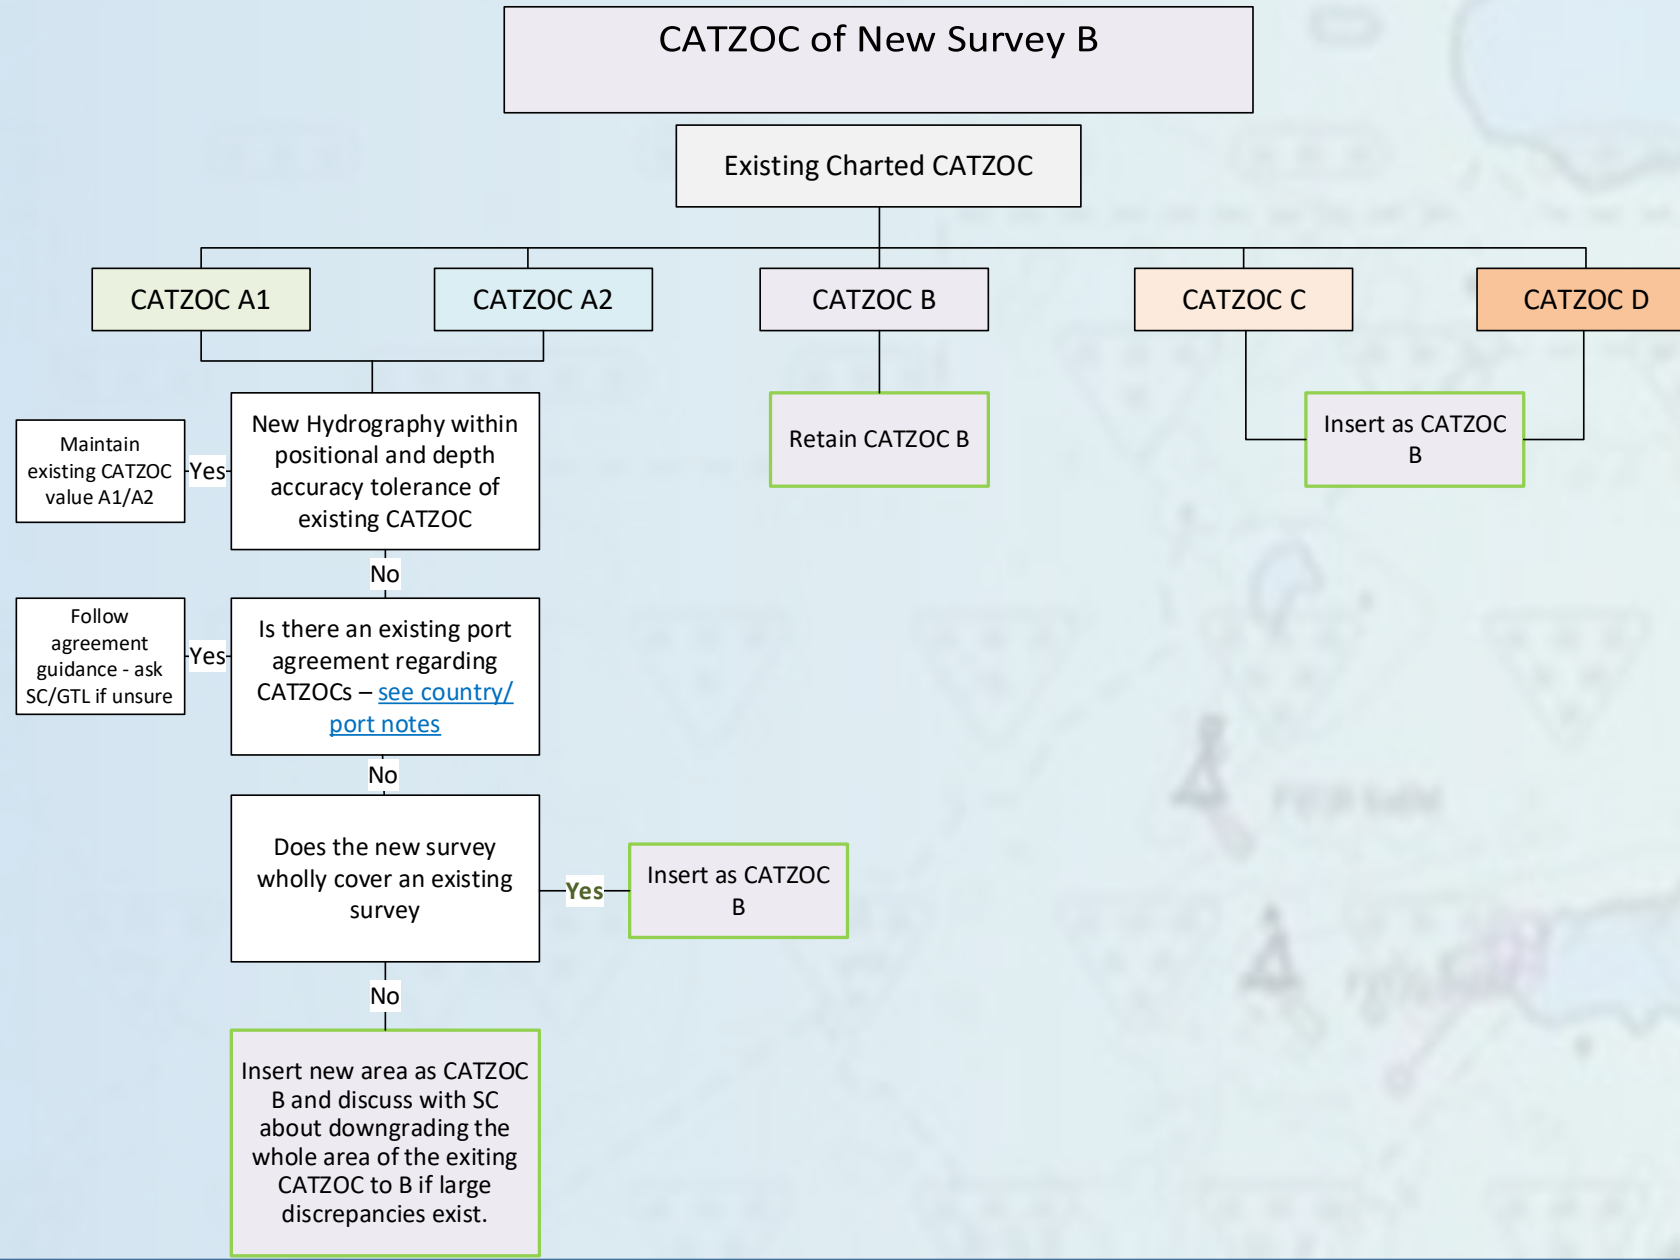 CATZOC of New Survey B
Existing Charted CATZOC
CATZOC A1
CATZOC A2
CATZOC B
CATZOC C
CATZOC D
Maintain
existing CATZOC
value A1/A2
Yes
New Hydrography within
positional and depth
accuracy tolerance of
existing CATZOC
Retain CATZOC B
Insert as CATZOC
B
No
Follow
agreement
guidance - ask
SC/GTL if unsure
Yes
Is there an existing port
agreement regarding
CATZOCs – see country/
port notes
No
Does the new survey
wholly cover an existing
survey
Yes
Insert as CATZOC
B
No
Insert new area as CATZOC
B and discuss with SC
about downgrading the
whole area of the exiting
CATZOC to B if large
discrepancies exist.